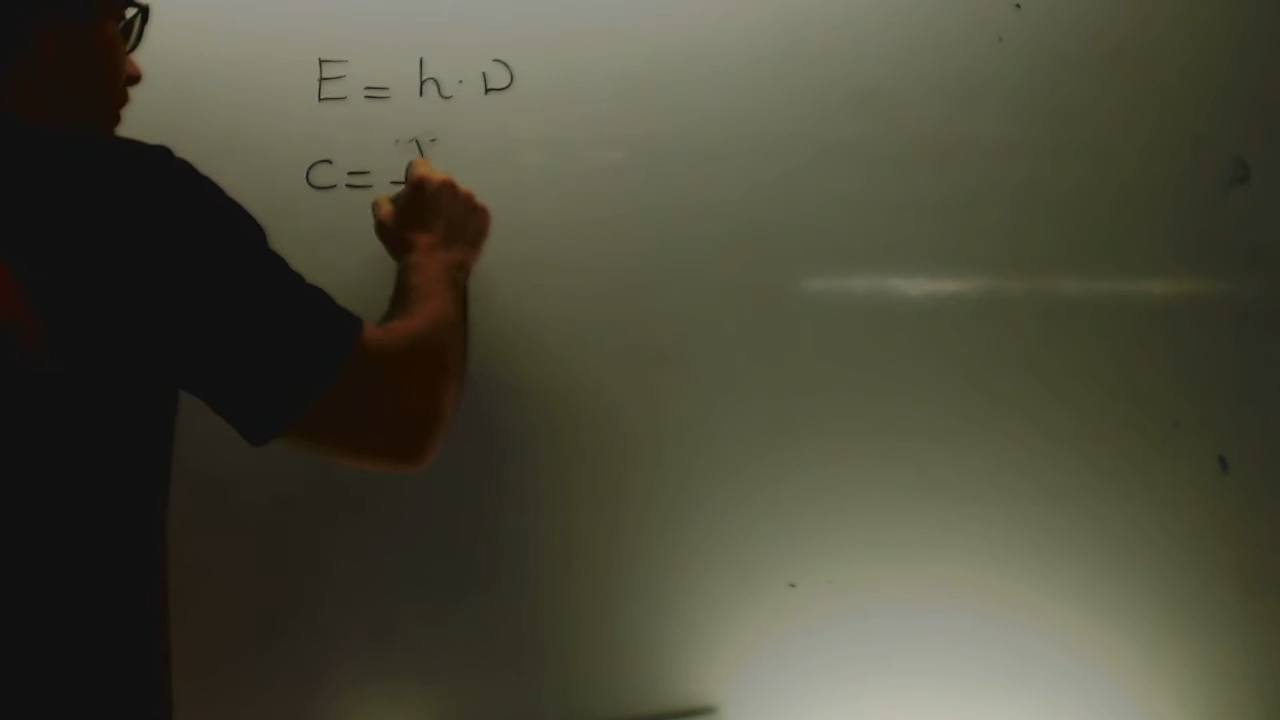 E = h · ν
C =